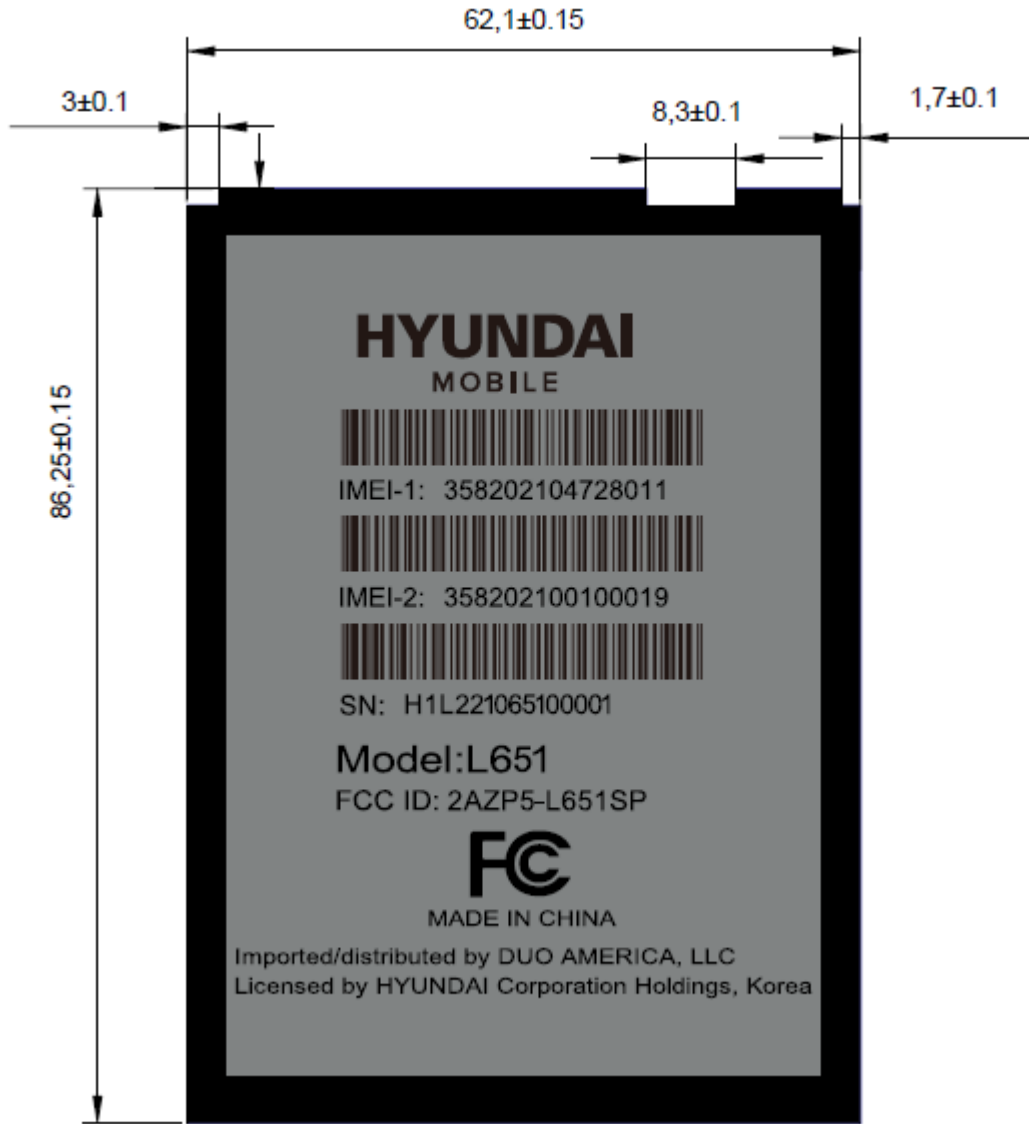 62,1±0.15
3±0.1
8,3±0.1
1,7±0.1
86,25±0.15
HYUNDAI
MOBILE
IMEI-1: 358202104728011
IMEI-2: 358202100100019
SN: H1L221065100001
Model:L651
FCC ID: 2AZP5-L651SP
FC
MADE IN CHINA
Imported/distributed by DUO AMERICA, LLC
Licensed by HYUNDAI Corporation Holdings, Korea